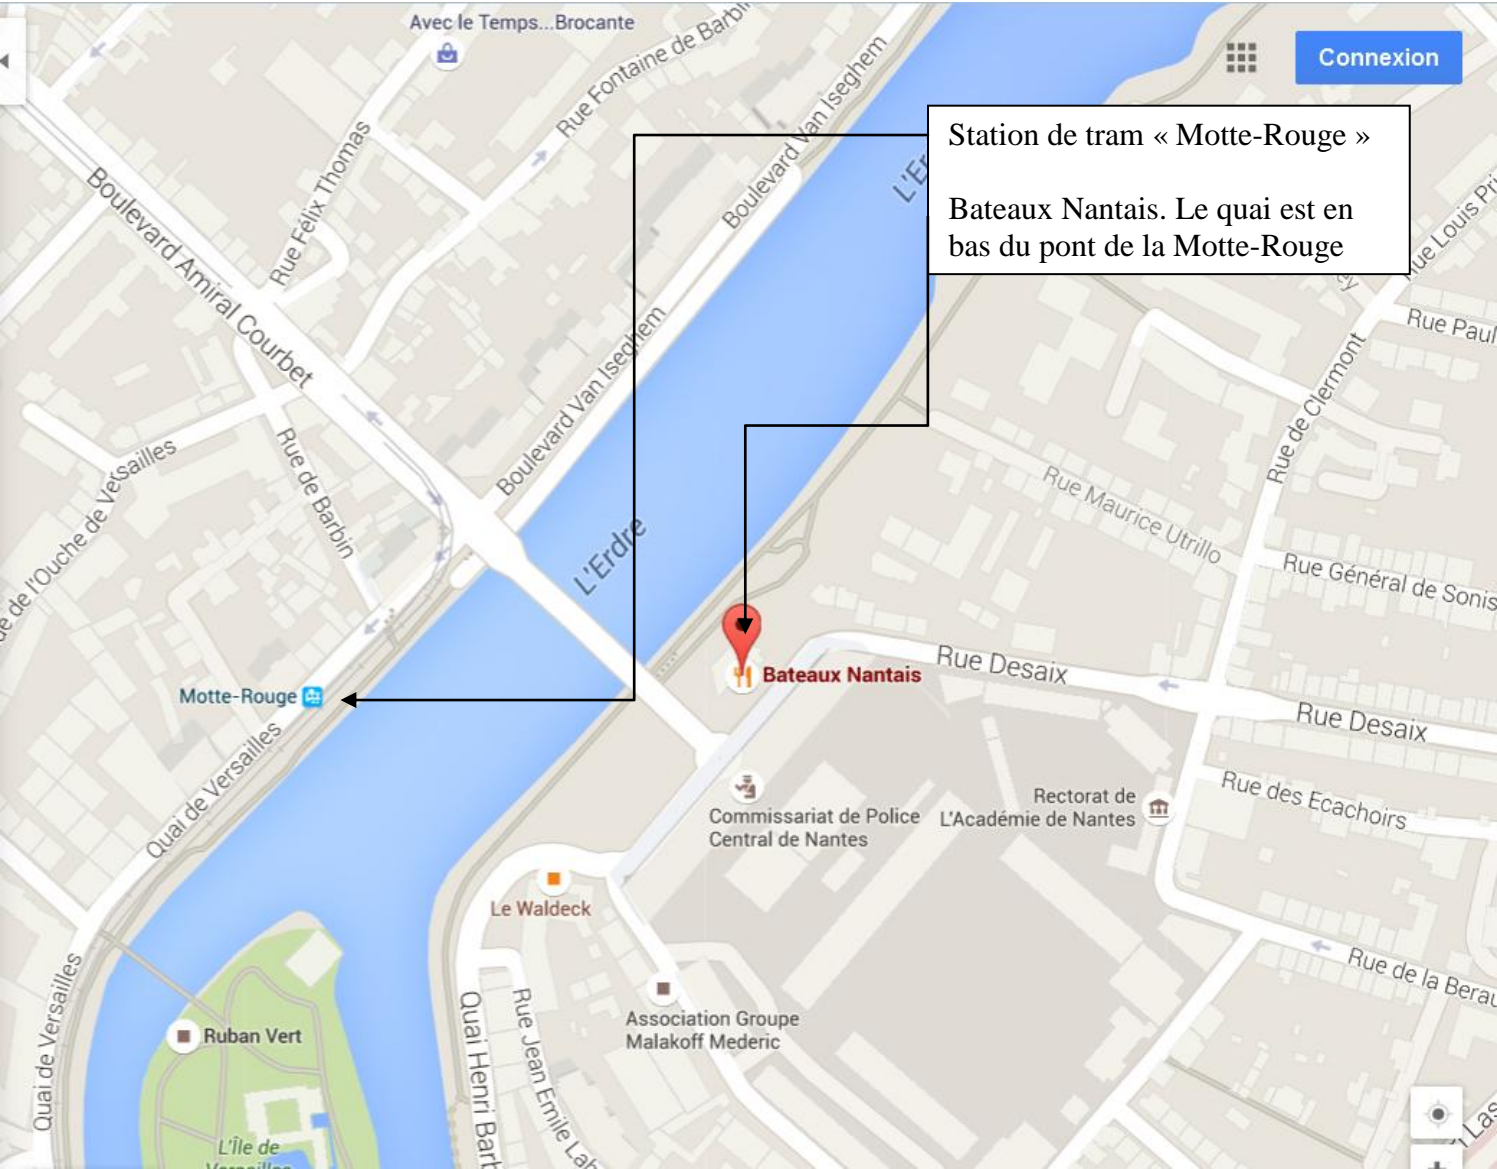 Avec le Temps...Brocante
Rue Fontaine de Barbin
Boulevard Van Iseghem
Connexion
Station de tram « Motte-Rouge »
Bateaux Nantais. Le quai est en
bas du pont de la Motte-Rouge
Rue Félix Thomas
Boulevard Amiral Courbet
Rue Louis Pri
Rue Paul
Rue de Clermont
Boulevard Van Iseghem
Rue de Barbin
de l'Ouche de Versailles
L'Erdre
Rue Maurice Utrillo
Rue Général de Sonis
Motte-Rouge
Bateaux Nantais
Rue Desaix
Rue Desaix
Quai de Versailles
Commissariat de Police
Central de Nantes
Rectorat de
L'Académie de Nantes
Rue des Ecachoirs
Le Waldeck
Quai de Versailles
Rue de la Berau
Ruban Vert
Association Groupe
Malakoff Mederic
Quai Henri Barb
Rue Jean Emile Lab
L'Île de
Versailles